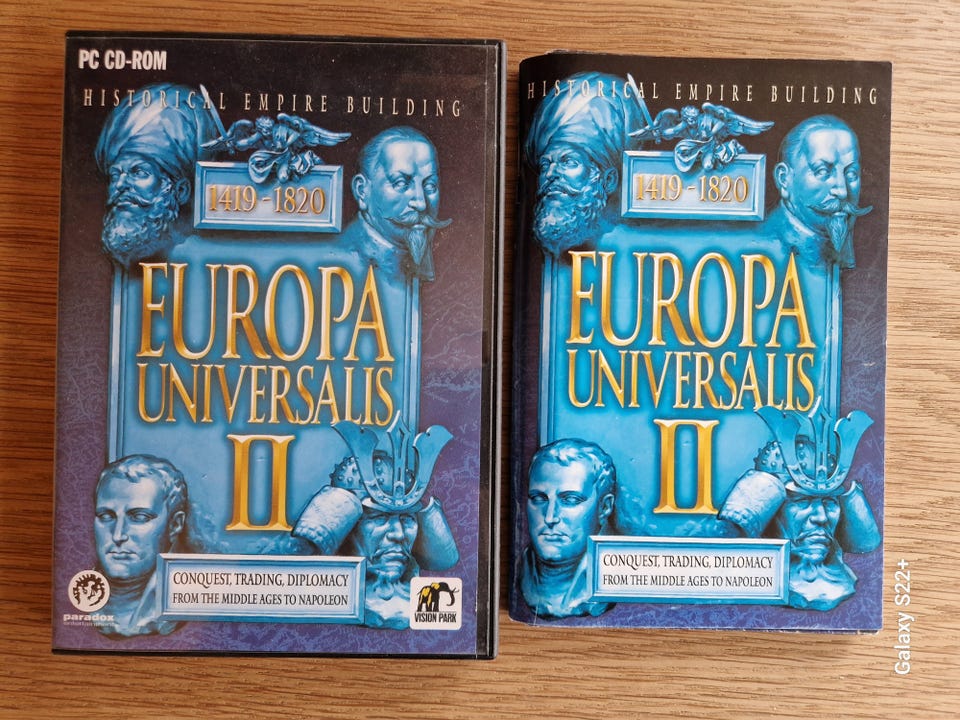 PC CD-ROM
HISTORICAL EMPIRE BUILDING
1419-1820
EUROPA
UNIVERSALIS
II
CONQUEST, TRADING, DIPLOMACY
FROM THE MIDDLE AGES TO NAPOLEON
paradox
VISION PARK
HISTORICAL EMPIRE BUILDING
1419-1820
EUROPA
UNIVERSALIS
II
CONQUEST, TRADING, DIPLOMACY
FROM THE MIDDLE AGES TO NAPOLEON
Galaxy S22+